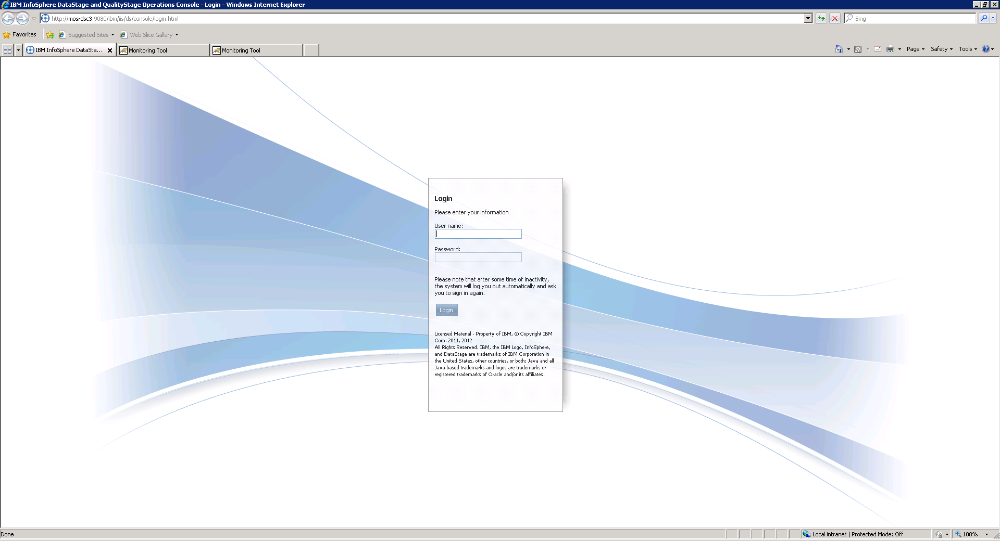 IBM InfoSphere DataStage and QualityStage Operations Console - Login - Windows Internet Explorer
http://mosrdsc3:9080/ibm/iis/ds/console/login.html
Bing
Favorites
Suggested Sites
Web Slice Gallery
IBM InfoSphere DataSta...
Monitoring Tool
Monitoring Tool
Page
Safety
Tools
Login
Please enter your information
User name:
Password:
Please note that after some time of inactivity,
the system will log you out automatically and ask
you to sign in again.
Login
Licensed Material - Property of IBM, © Copyright IBM
Corp. 2011, 2012
All Rights Reserved. IBM, the IBM Logo, InfoSphere,
and DataStage are trademarks of IBM Corporation in
the United States, other countries, or both; Java and all
Java-based trademarks and logos are trademarks or
registered trademarks of Oracle and/or its affiliates.
Done
Local intranet | Protected Mode: Off
100%